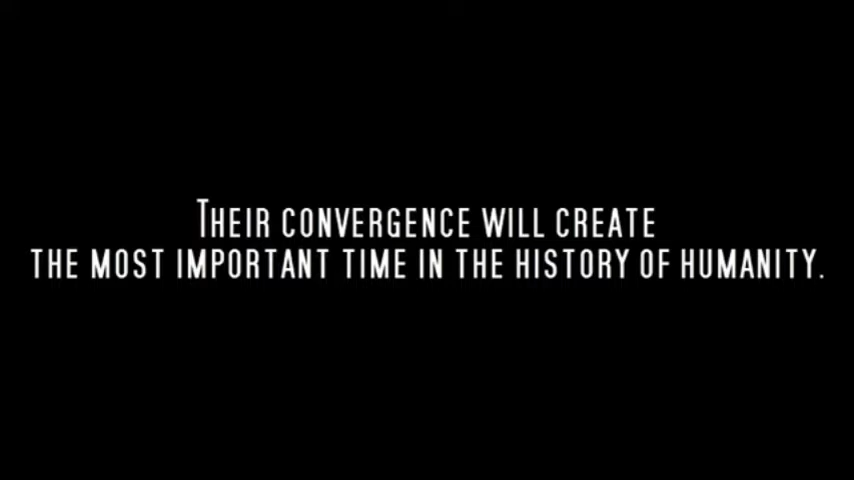 Their convergence will create
the most important time in the history of humanity.